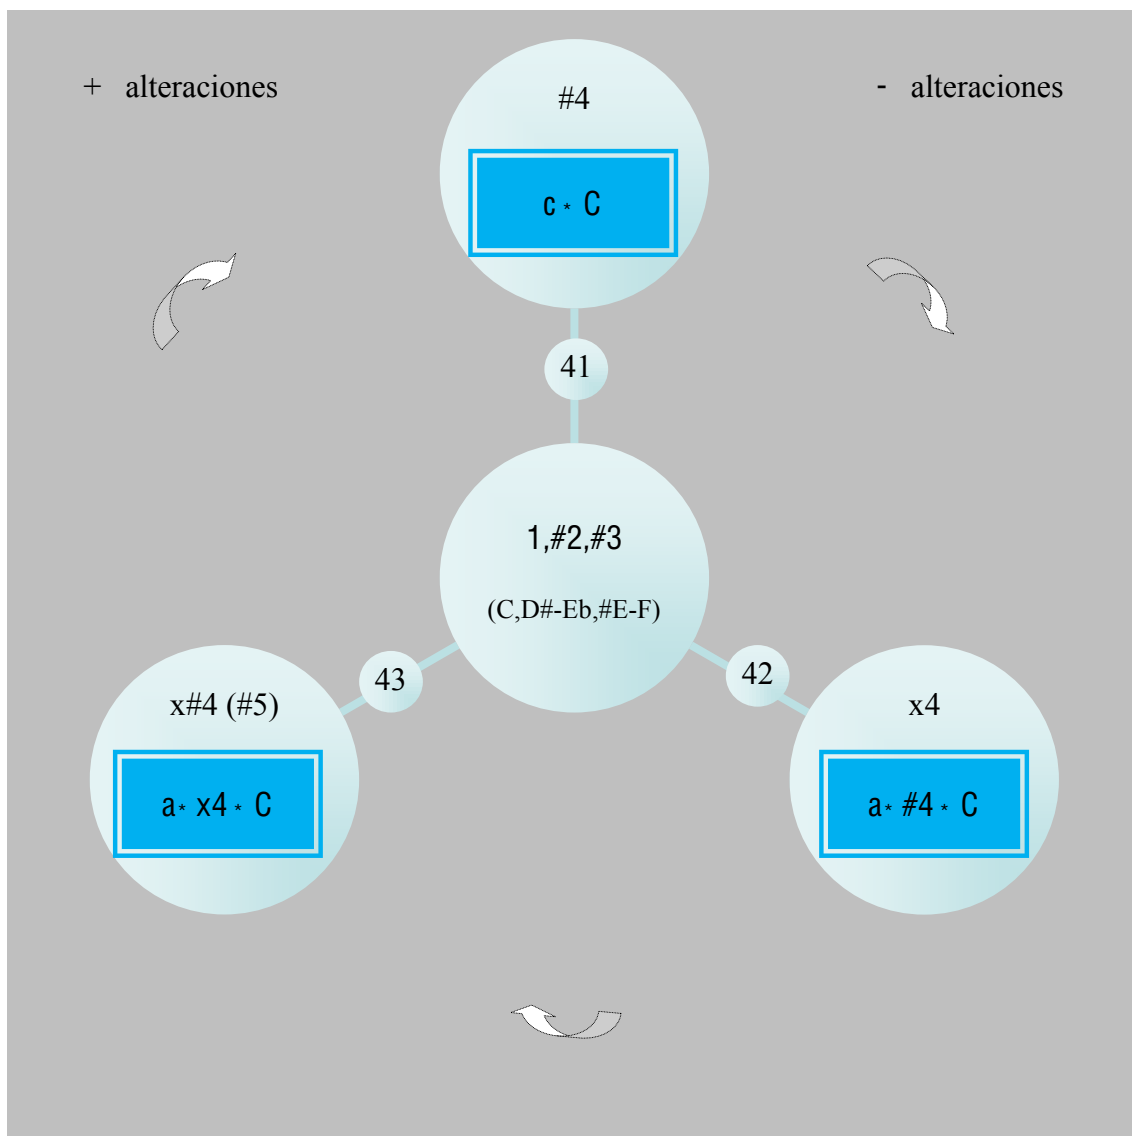 + alteraciones
- alteraciones
#4
c * C
41
1,#2,#3
(C,D#-Eb,#E-F)
43
42
x#4 (#5)
x4
a* x4 * C
a* #4 * C